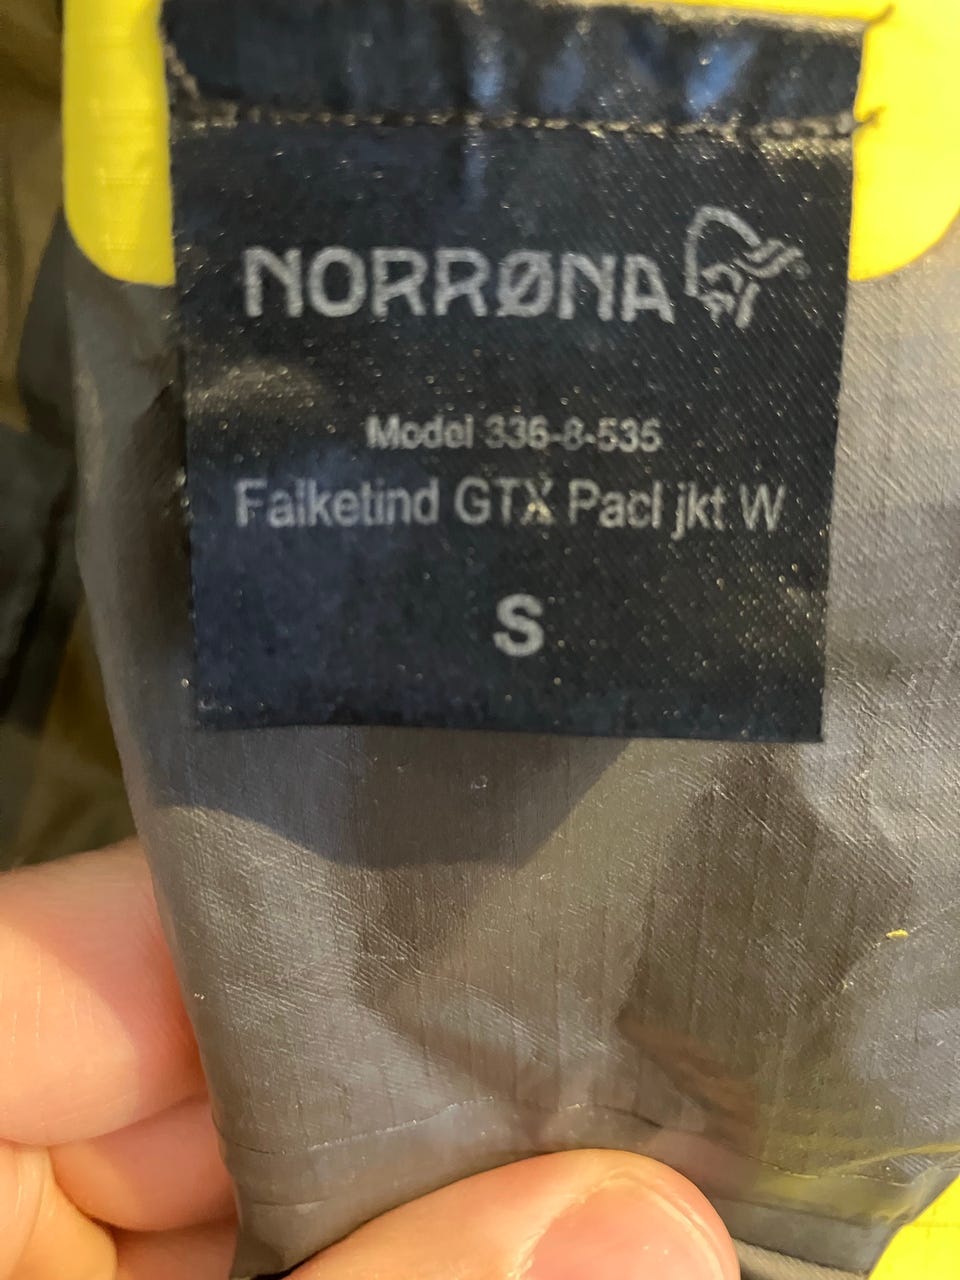 NORRØNA
Model 336-8-535
Falketind GTX Pacl jkt W
S